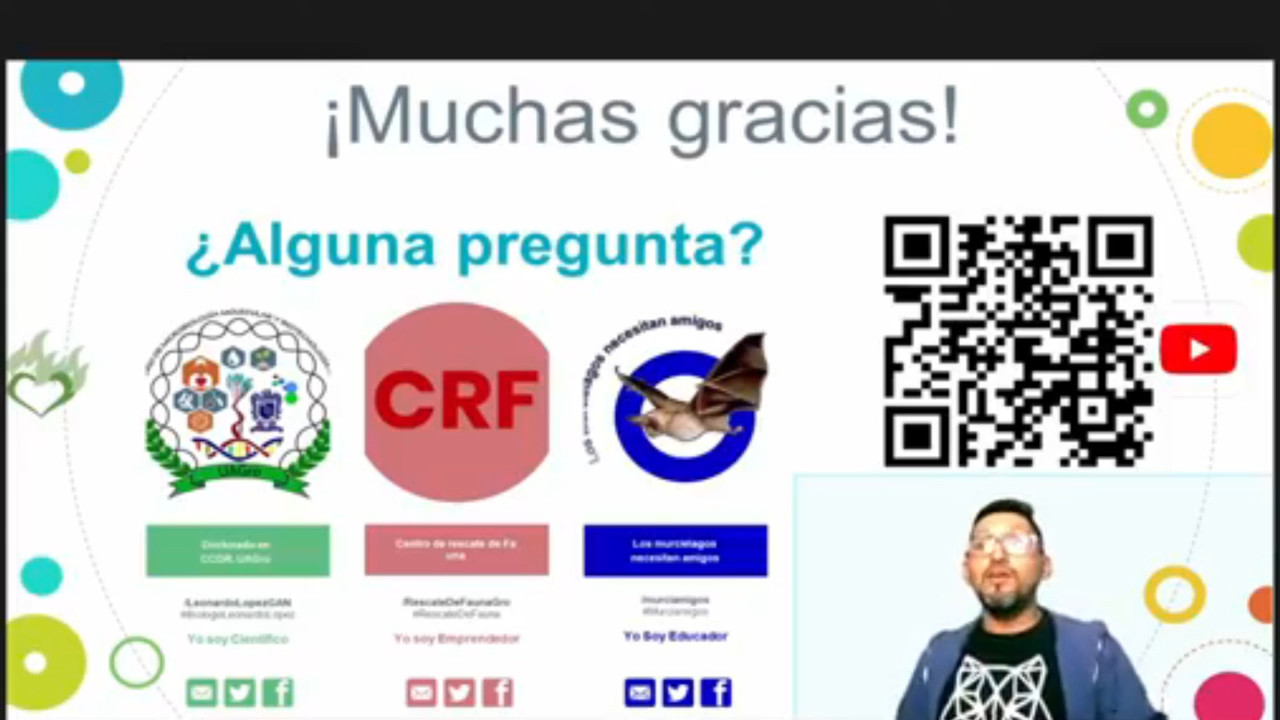 ¡Muchas gracias!
¿Alguna pregunta?
UAGro
CRF
Los murciélagos necesitan amigos
Doctorado en
CCDR. UAGro
Centro de rescate de Fa
una
Los murcielagos
necesitan amigos
/LeonardoLopezGAN
#BiologoLeonardoLopez
/RescateDeFaunaGro
#RescateDeFauna
/murciamigos
#Murciamigos
Yo soy Científico
Yo soy Emprendedor
Yo Soy Educador